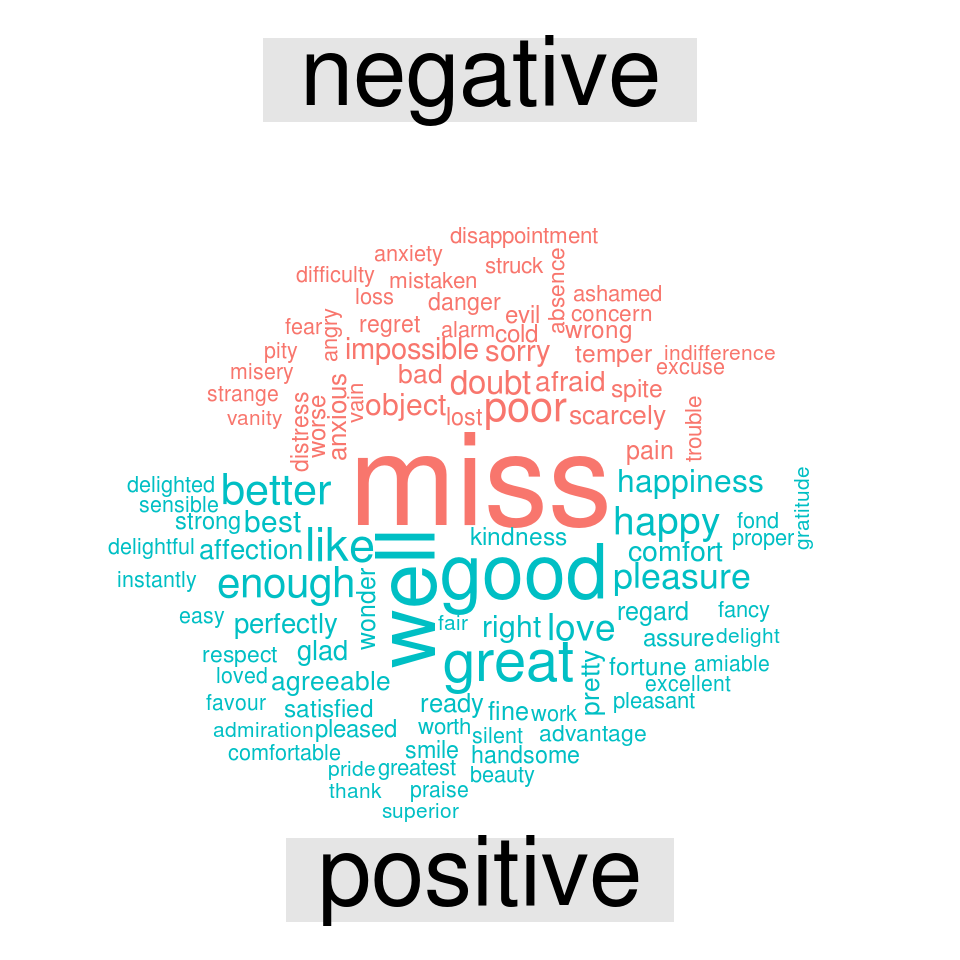 negative
disappointment
anxiety
struck
difficulty
mistaken
absence
loss
danger
ashamed
evil
concern
fear
angry
regret
alarm
cold
wrong
pity
impossible
sorry
temper
indifference
misery
bad
doubt
afraid
spite
excuse
strange
vain
object
poor
scarcely
vanity
distress
worse
anxious
lost
trouble
pain
miss
delighted
better
happiness
gratitude
sensible
strong
best
like
kindness
happy
fond
proper
delightful
affection
well
good
comfort
instantly
enough
pleasure
wonder
easy
perfectly
fair
right
love
regard
fancy
respect
glad
great
assure
delight
loved
agreeable
pretty
fortune
amiable
excellent
favour
satisfied
ready
fine
work
pleasant
admiration
pleased
worth
silent
advantage
comfortable
smile
handsome
pride
greatest
beauty
thank
praise
superior
positive